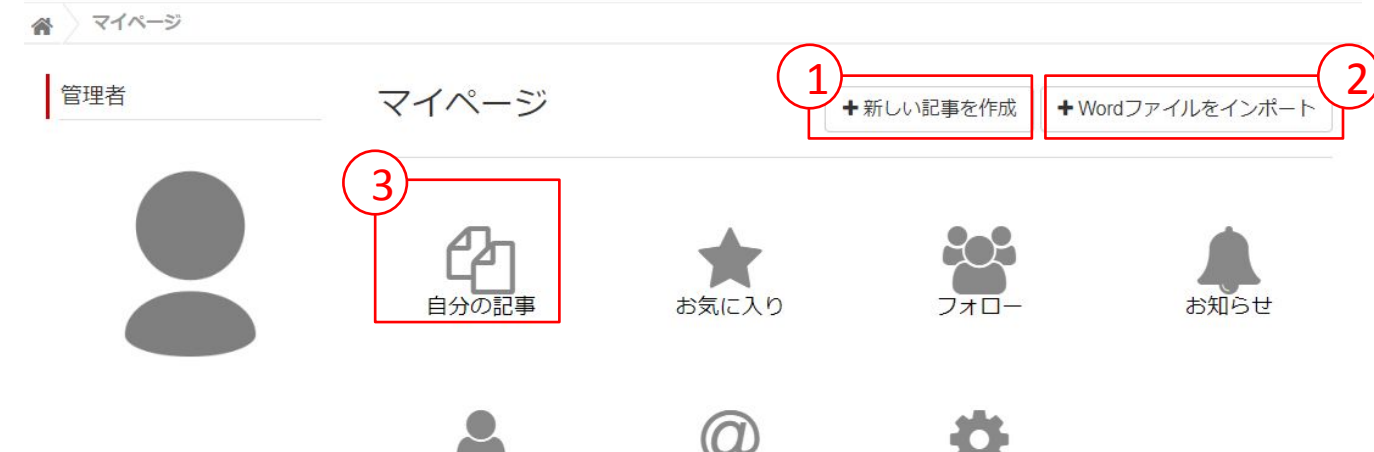 マイページ
管理者
マイページ
1
+新しい記事を作成
2
+Wordファイルをインポート
3
自分の記事
お気に入り
フォロー
お知らせ
@